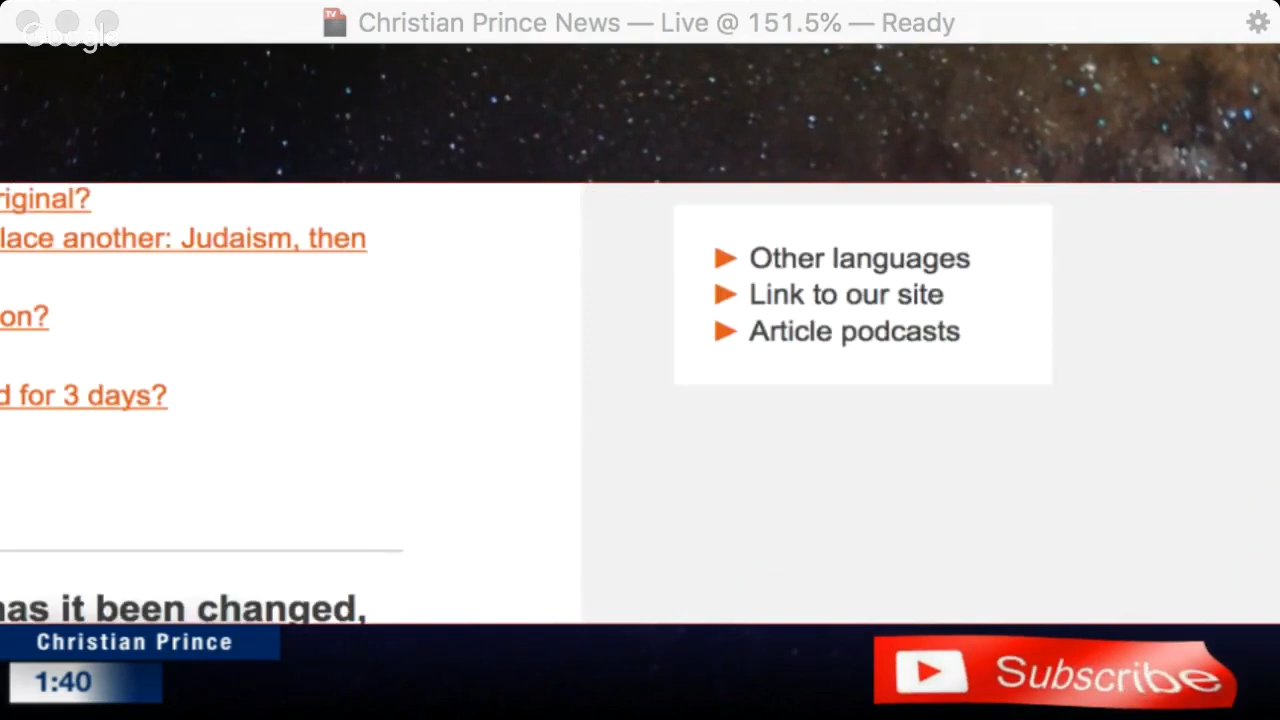 Google
Christian Prince News — Live @ 151.5% — Ready
riginal?
lace another: Judaism, then
on?
d for 3 days?
Other languages
Link to our site
Article podcasts
has it been changed,
Christian Prince
1:40
Subscribe